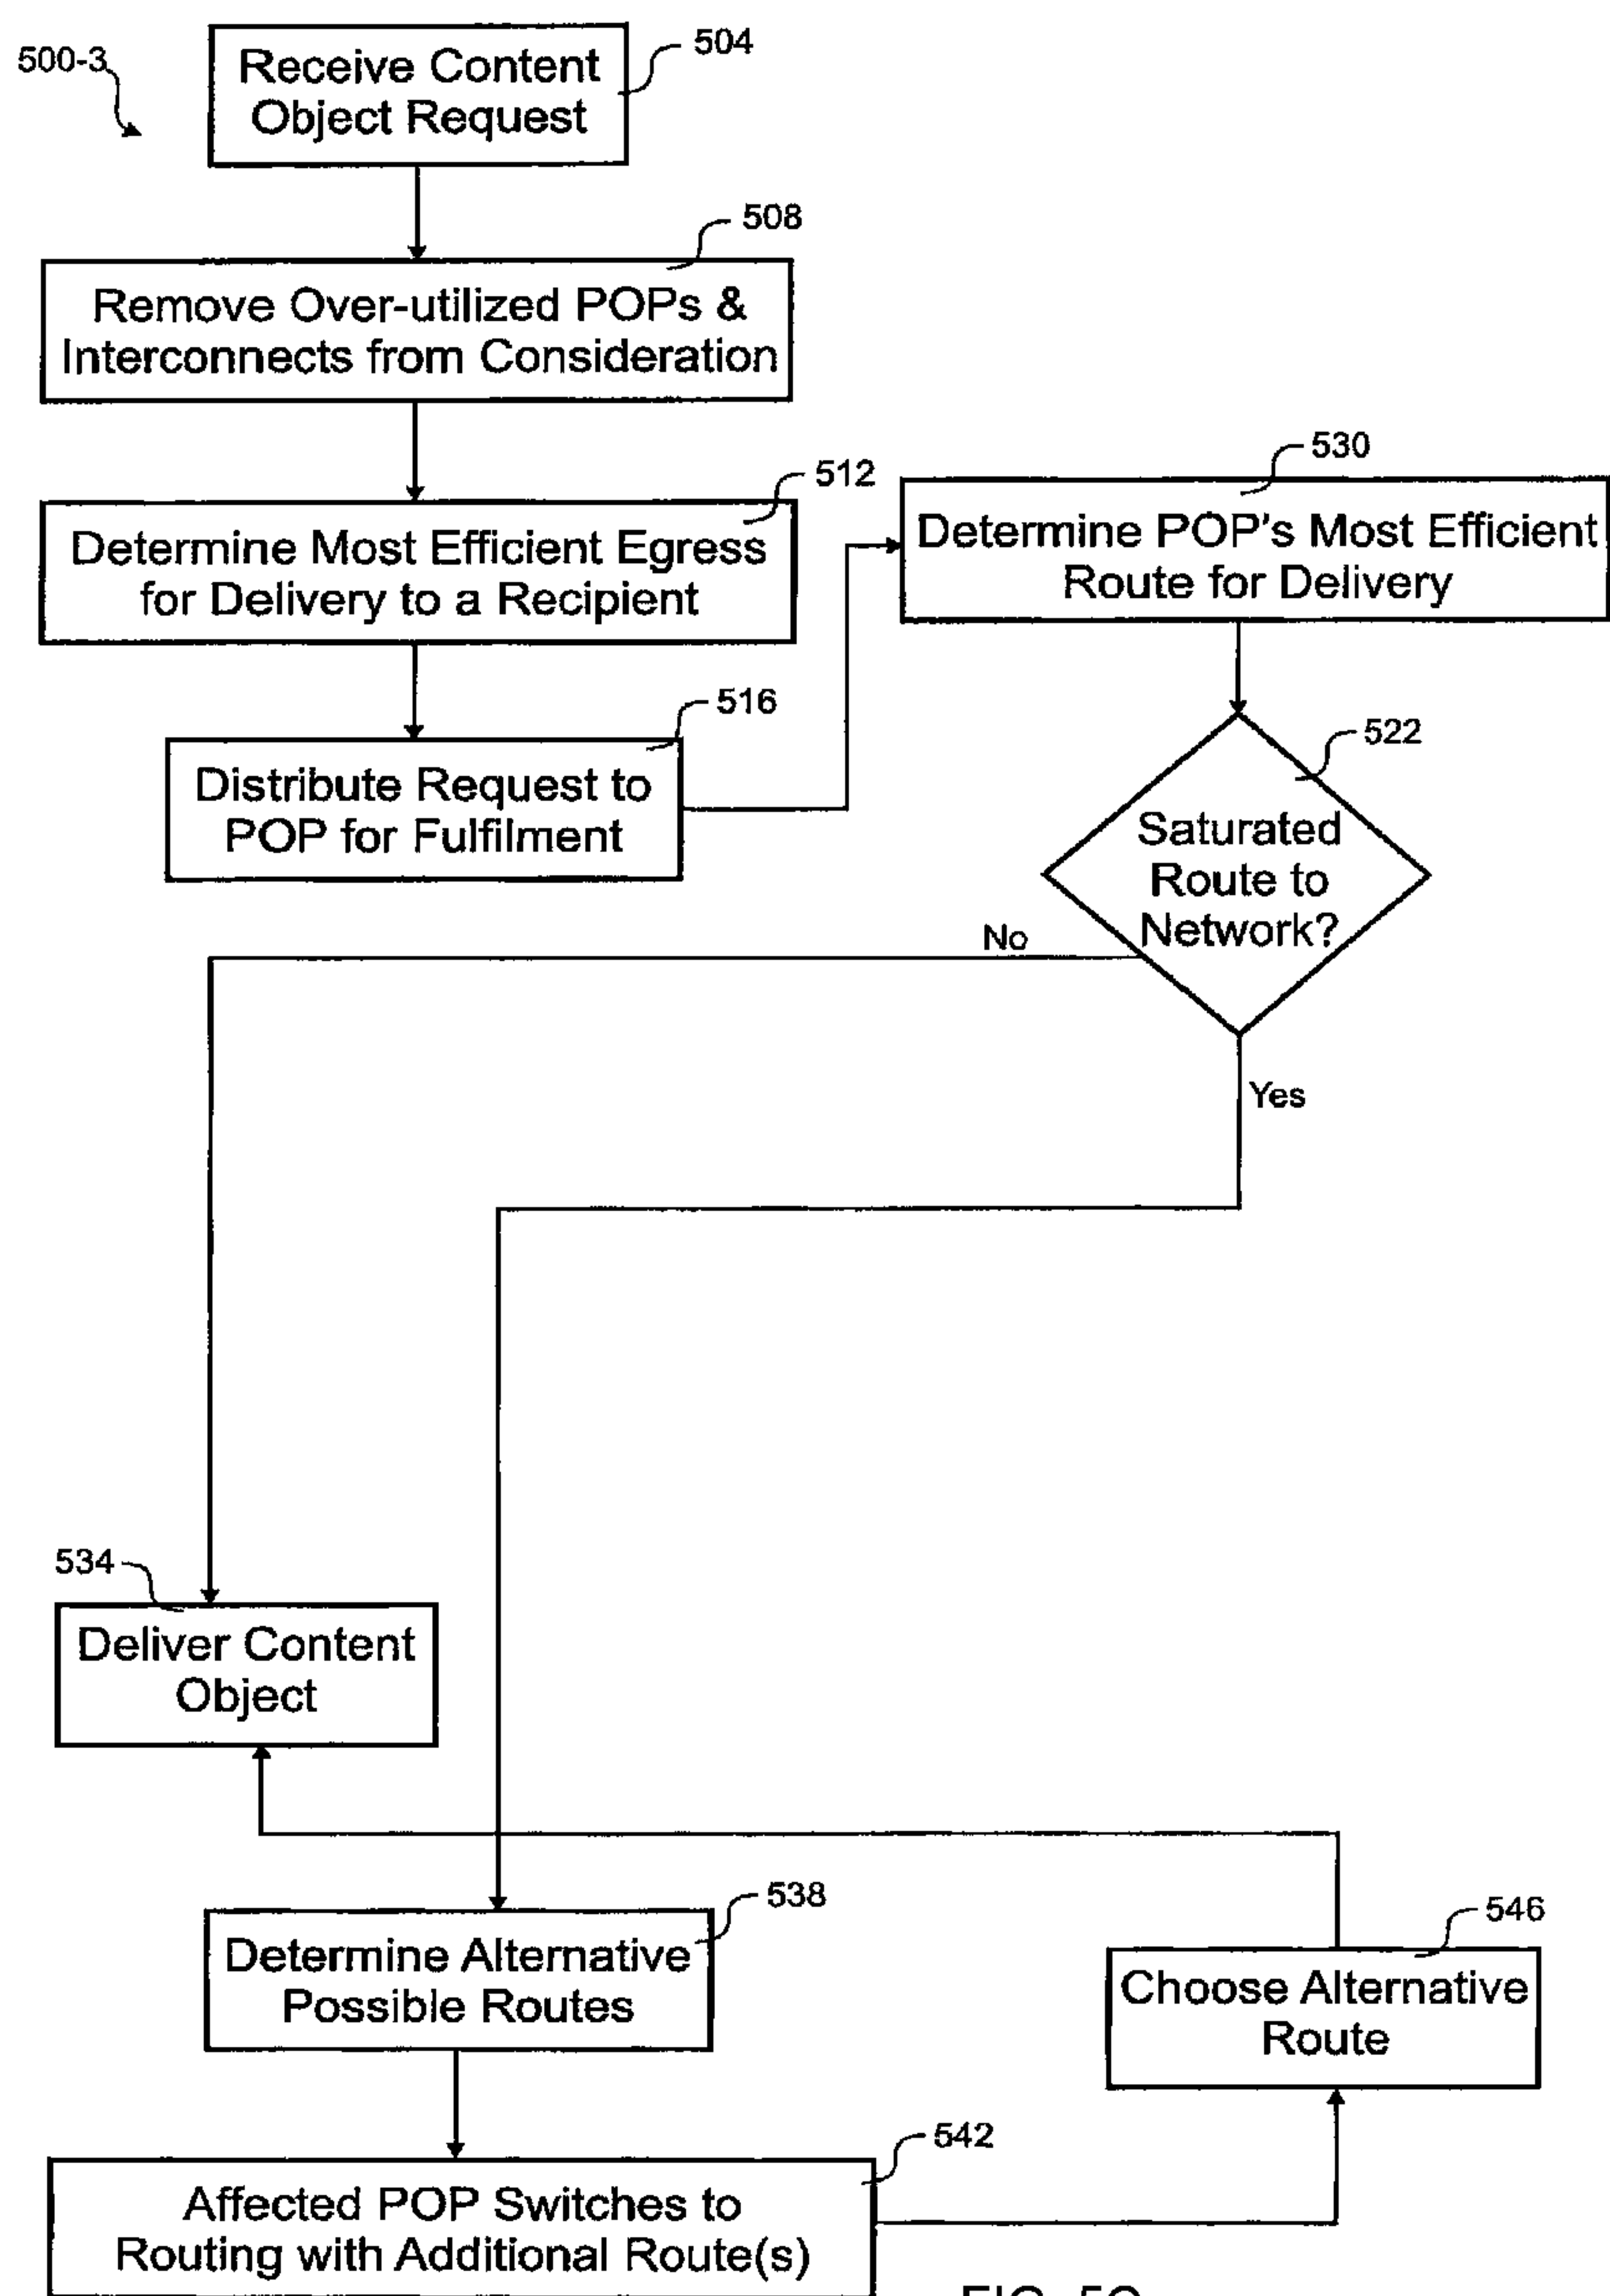 500-3
504
Receive Content
Object Request
508
Remove Over-utilized POPs &
Interconnects from Consideration
512
Determine Most Efficient Egress
for Delivery to a Recipient
530
Determine POP's Most Efficient
Route for Delivery
516
Distribute Request to
POP for Fulfilment
522
Saturated
Route to
Network?
No
Yes
534
Deliver Content
Object
538
Determine Alternative
Possible Routes
546
Choose Alternative
Route
542
Affected POP Switches to
Routing with Additional Route(s)